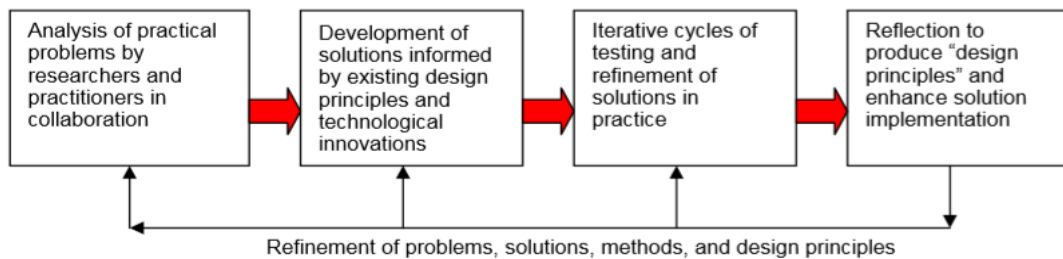 Analysis of practical
problems by
researchers and
practitioners in
collaboration
Development of
solutions informed
by existing design
principles and
technological
innovations
Iterative cycles of
testing and
refinement of
solutions in
practice
Reflection to
produce “design
principles” and
enhance solution
implementation
Refinement of problems, solutions, methods, and design principles